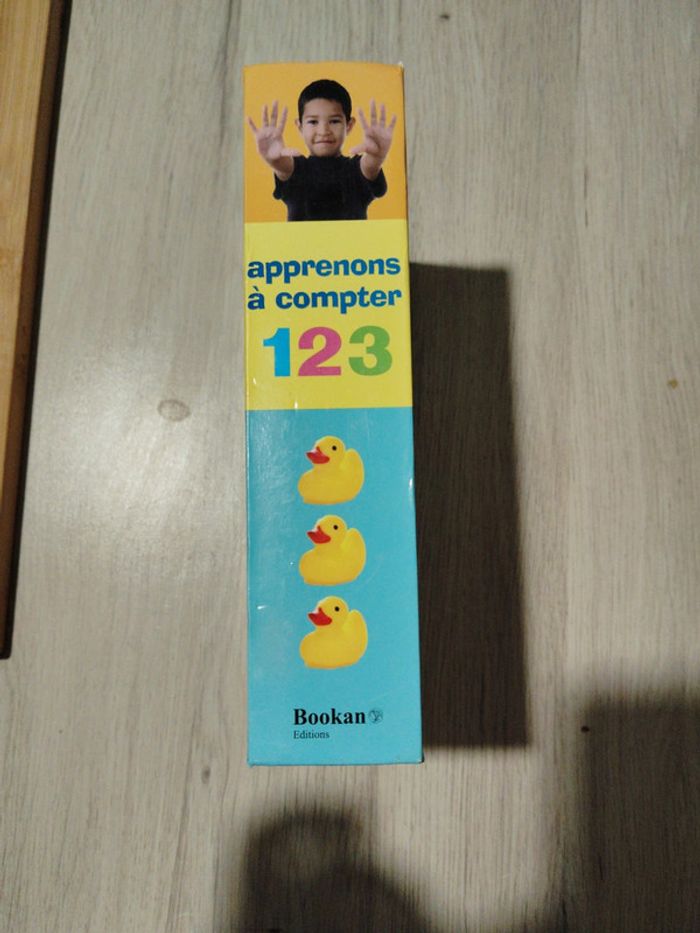 apprenons
à compter
123
Bookan
Editions